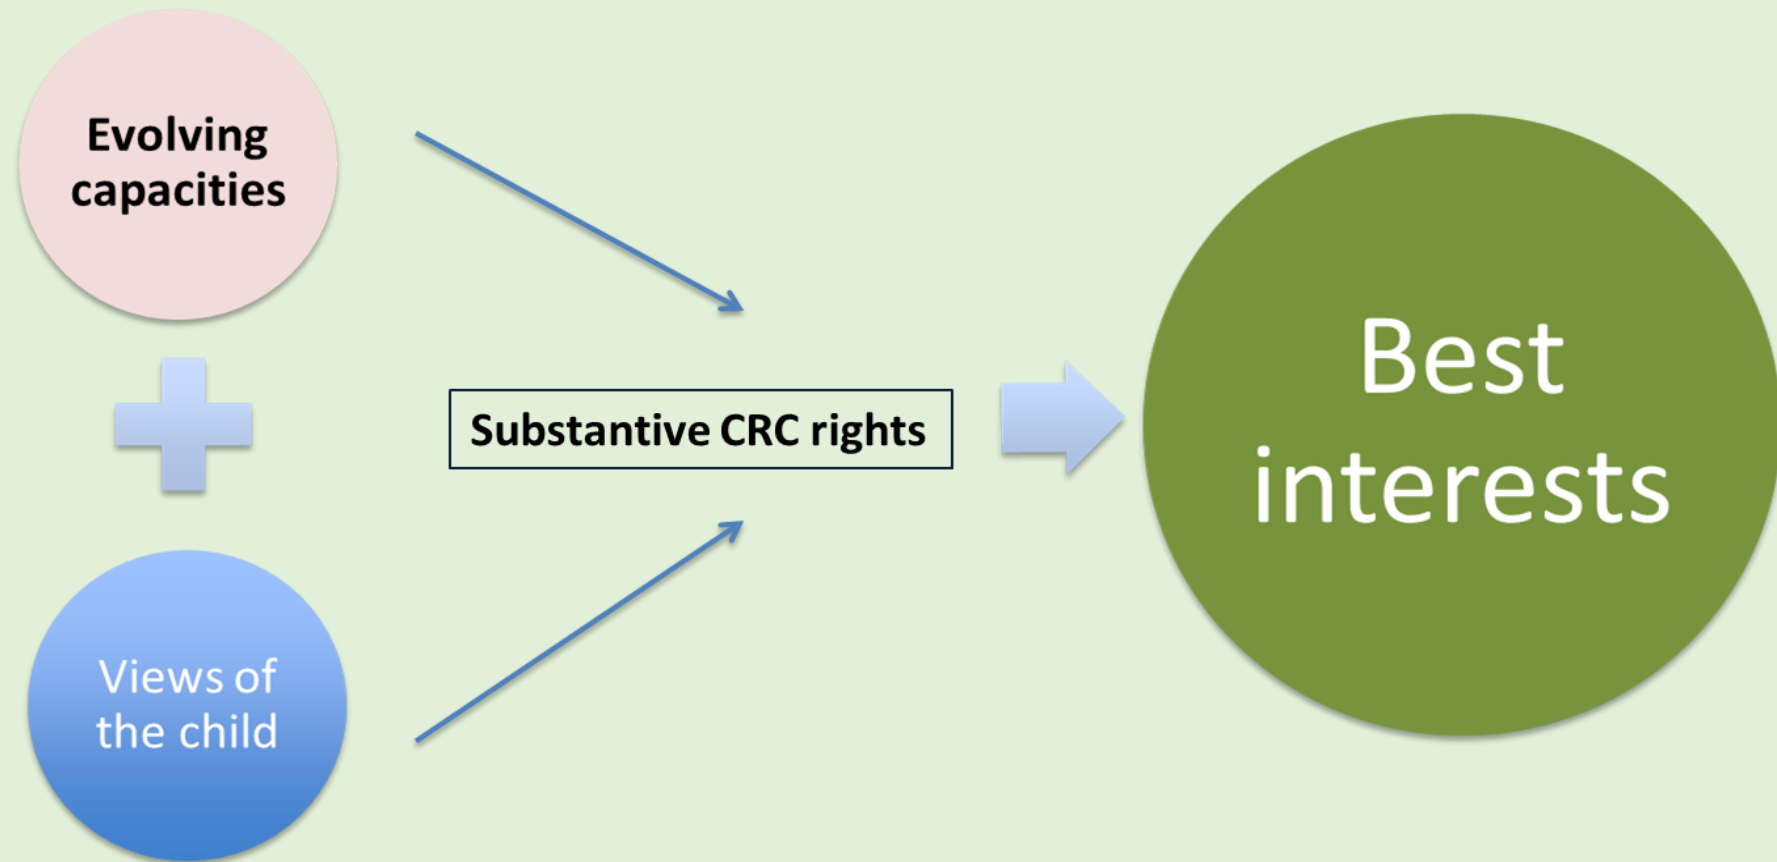 Evolving
capacities
Substantive CRC rights
Best
interests
Views of
the child